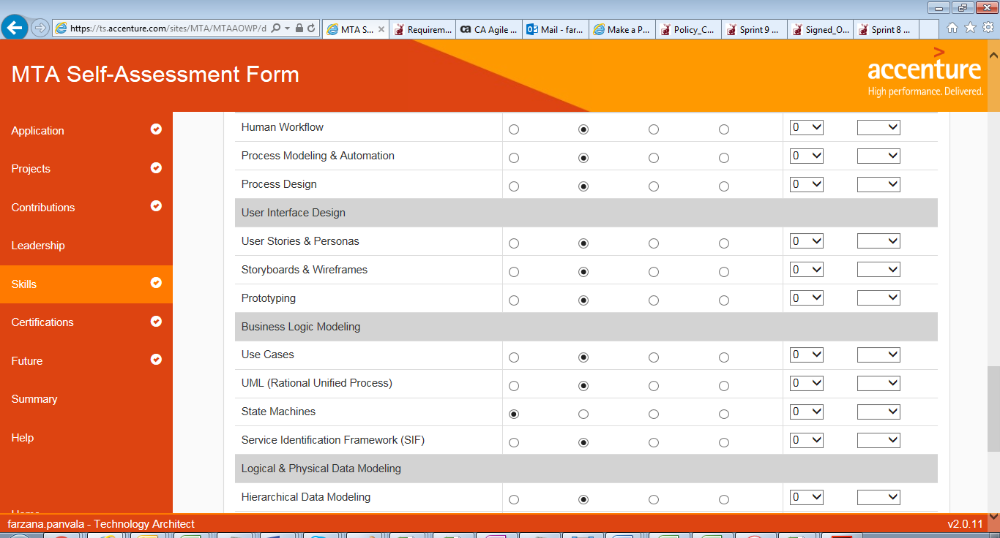 https://ts.accenture.com/sites/MTA/MTAAOWP/d
MTA S...
Requirem...
ca CA Agile ...
Mail - far...
Make a P...
Policy_C...
Sprint 9 ...
Signed_O...
Sprint 8 ...
MTA Self-Assessment Form
>
accenture
High performance. Delivered.
Application
Projects
Contributions
Leadership
Skills
Certifications
Future
Summary
Help
Home
Human Workflow 0
Process Modeling & Automation 0
Process Design 0
User Interface Design
User Stories & Personas 0
Storyboards & Wireframes 0
Prototyping 0
Business Logic Modeling
Use Cases 0
UML (Rational Unified Process) 0
State Machines 0
Service Identification Framework (SIF) 0
Logical & Physical Data Modeling
Hierarchical Data Modeling 0
farzana.panvala - Technology Architect
v2.0.11